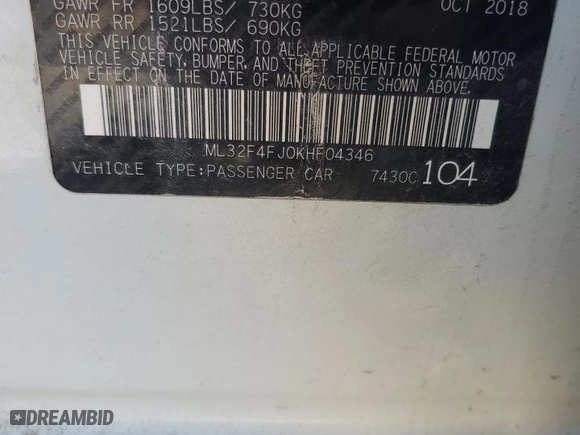 GAWR FR 1609LBS/ 730KG
OCT 2018
GAWR RR 1521LBS/ 690KG
THIS VEHICLE CONFORMS TO ALL APPLICABLE FEDERAL MOTOR
VEHICLE SAFETY, BUMPER, AND THEFT PREVENTION STANDARDS
IN EFFECT ON THE DATE OF MANUFACTURE SHOWN ABOVE.
ML32F4FJ0KHF04346
VEHICLE TYPE:PASSENGER CAR 7430C 104
DREAMBID